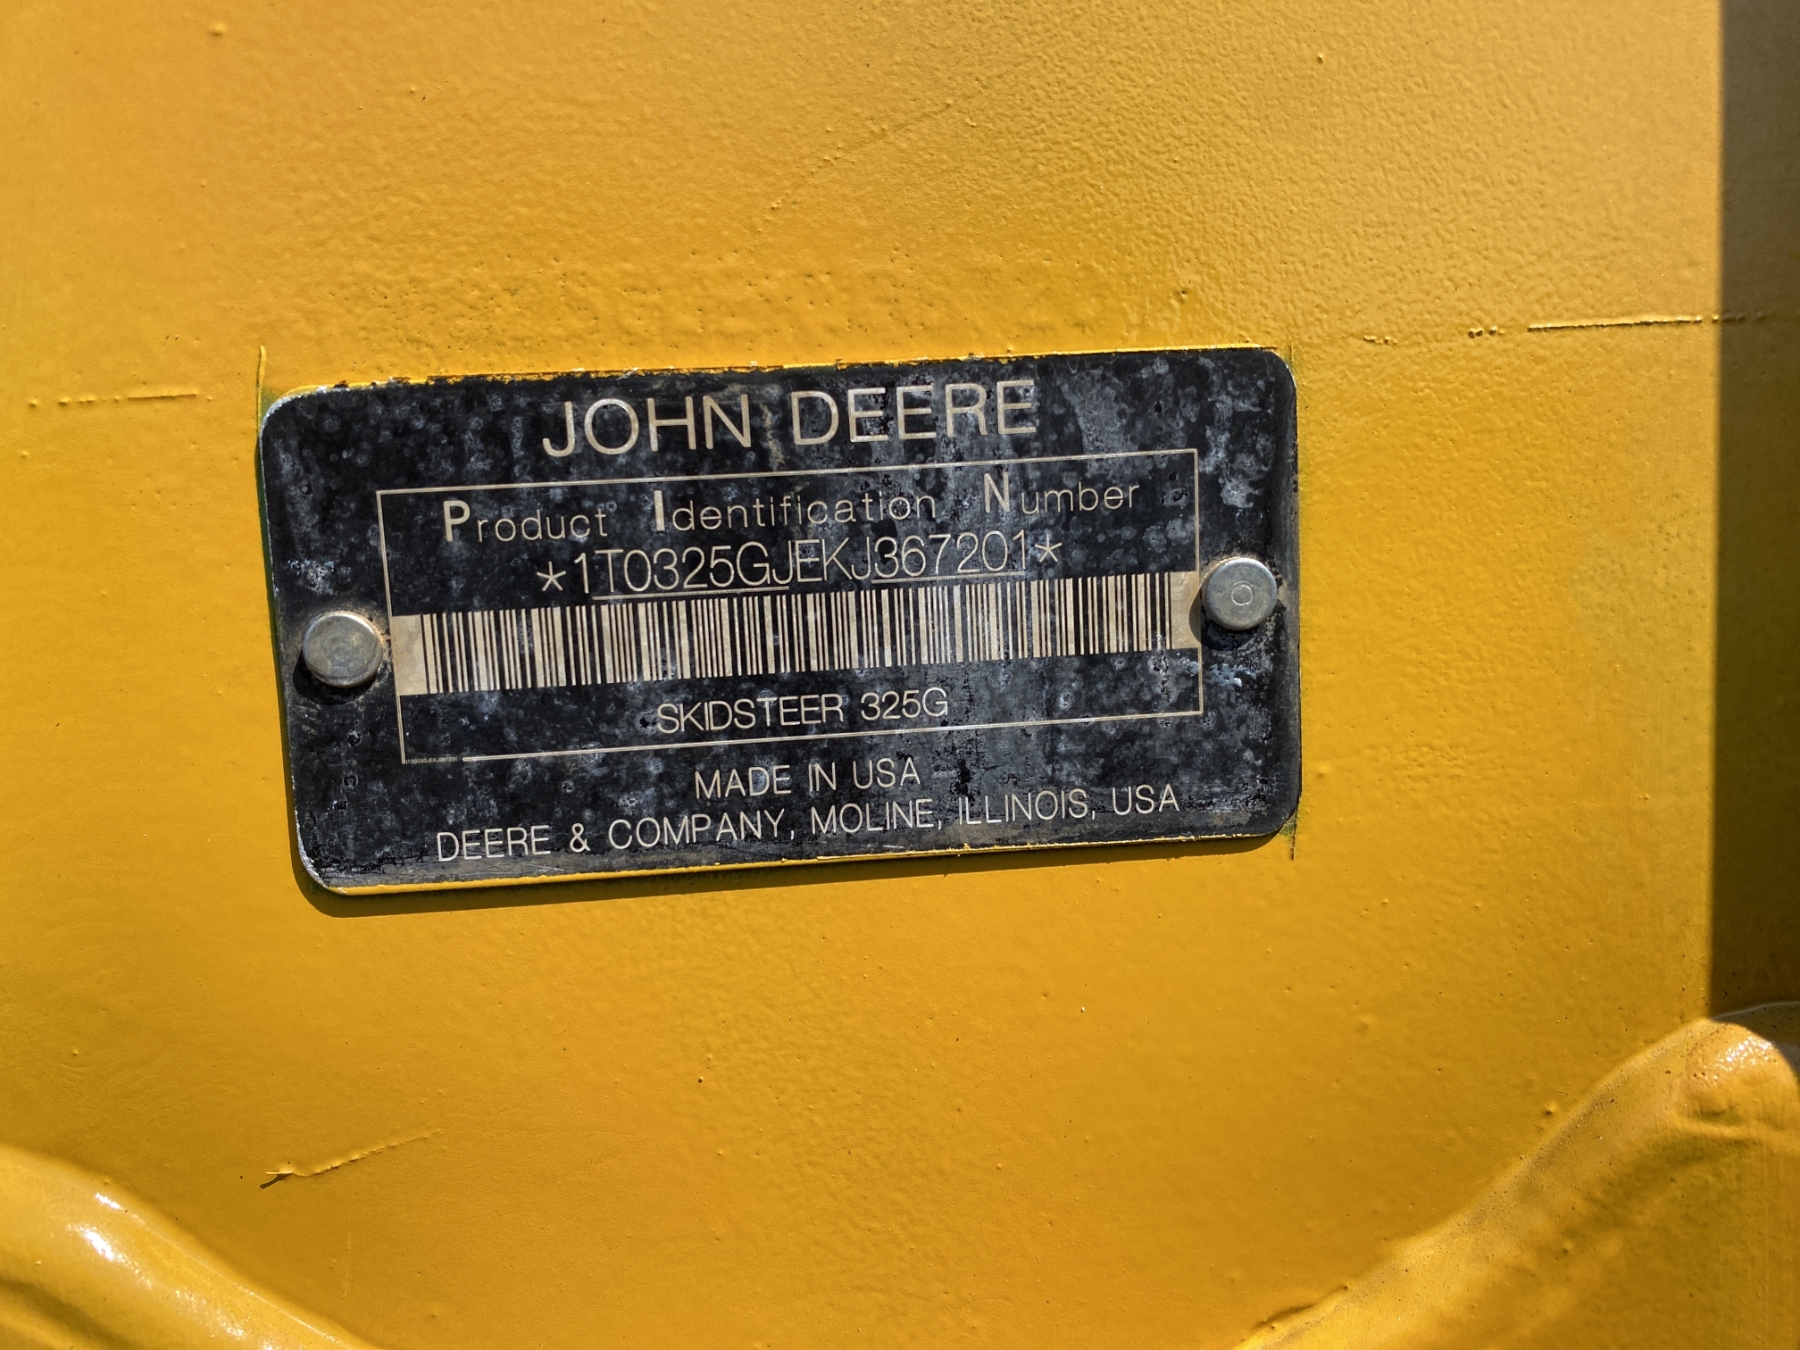 JOHN DEERE
Product Identification Number
*1T0325GJEKJ367201*
SKIDSTEER 325G
MADE IN USA
DEERE & COMPANY, MOLINE, ILLINOIS, USA